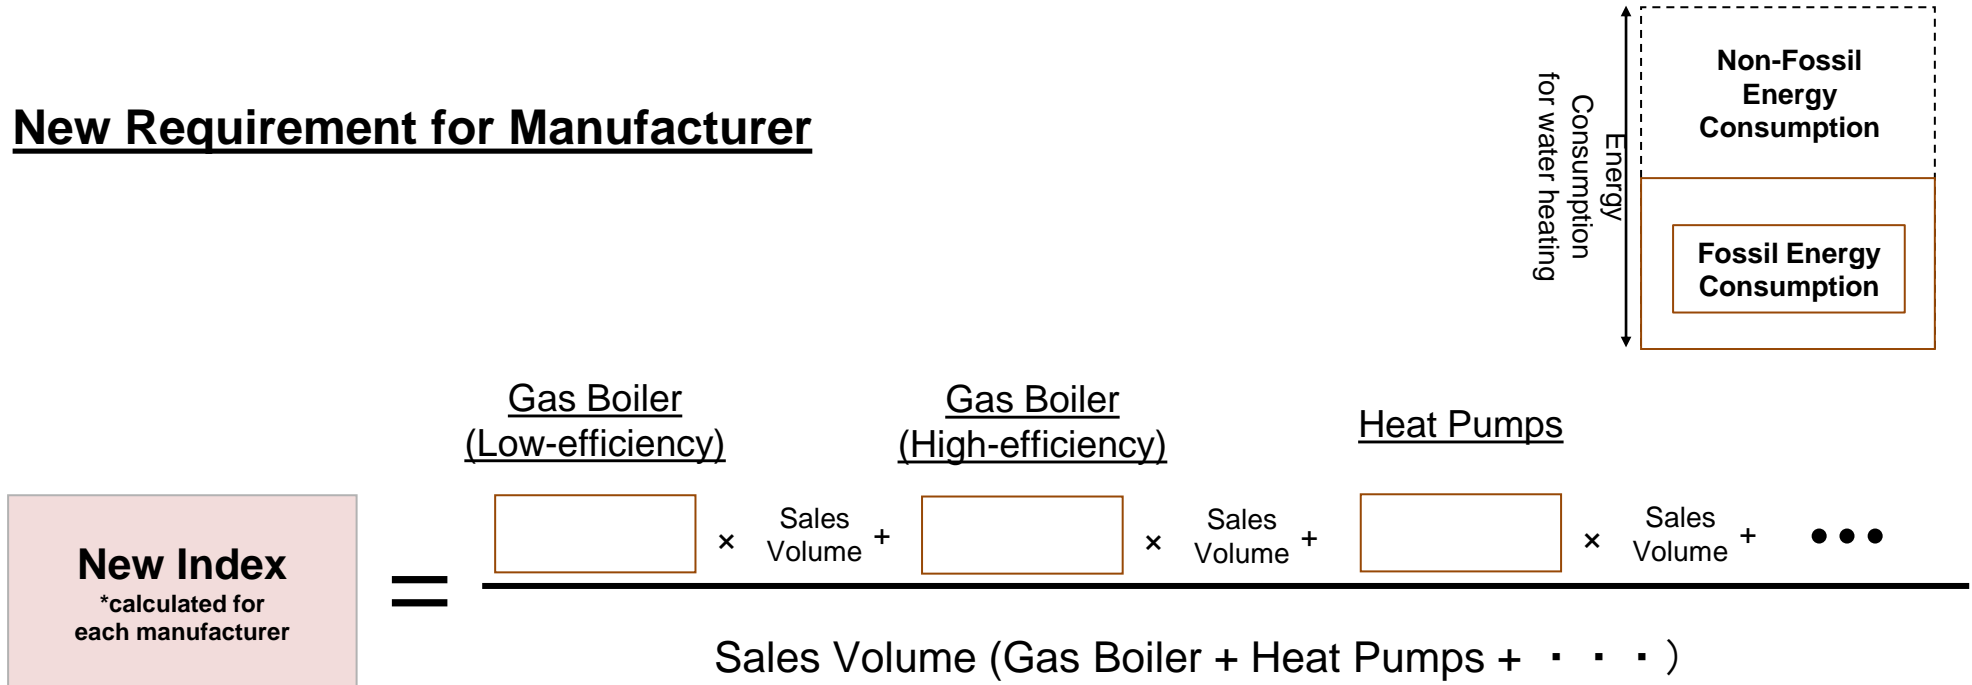 New Requirement for Manufacturer
Non-Fossil
Energy
Consumption
Energy
Consumption
for water heating
Fossil Energy
Consumption
Gas Boiler
(Low-efficiency)
Gas Boiler
(High-efficiency)
Heat Pumps
New Index
*calculated for
each manufacturer
=
× Sales
Volume +
× Sales
Volume +
× Sales
Volume + •••
Sales Volume (Gas Boiler + Heat Pumps + ・・・)